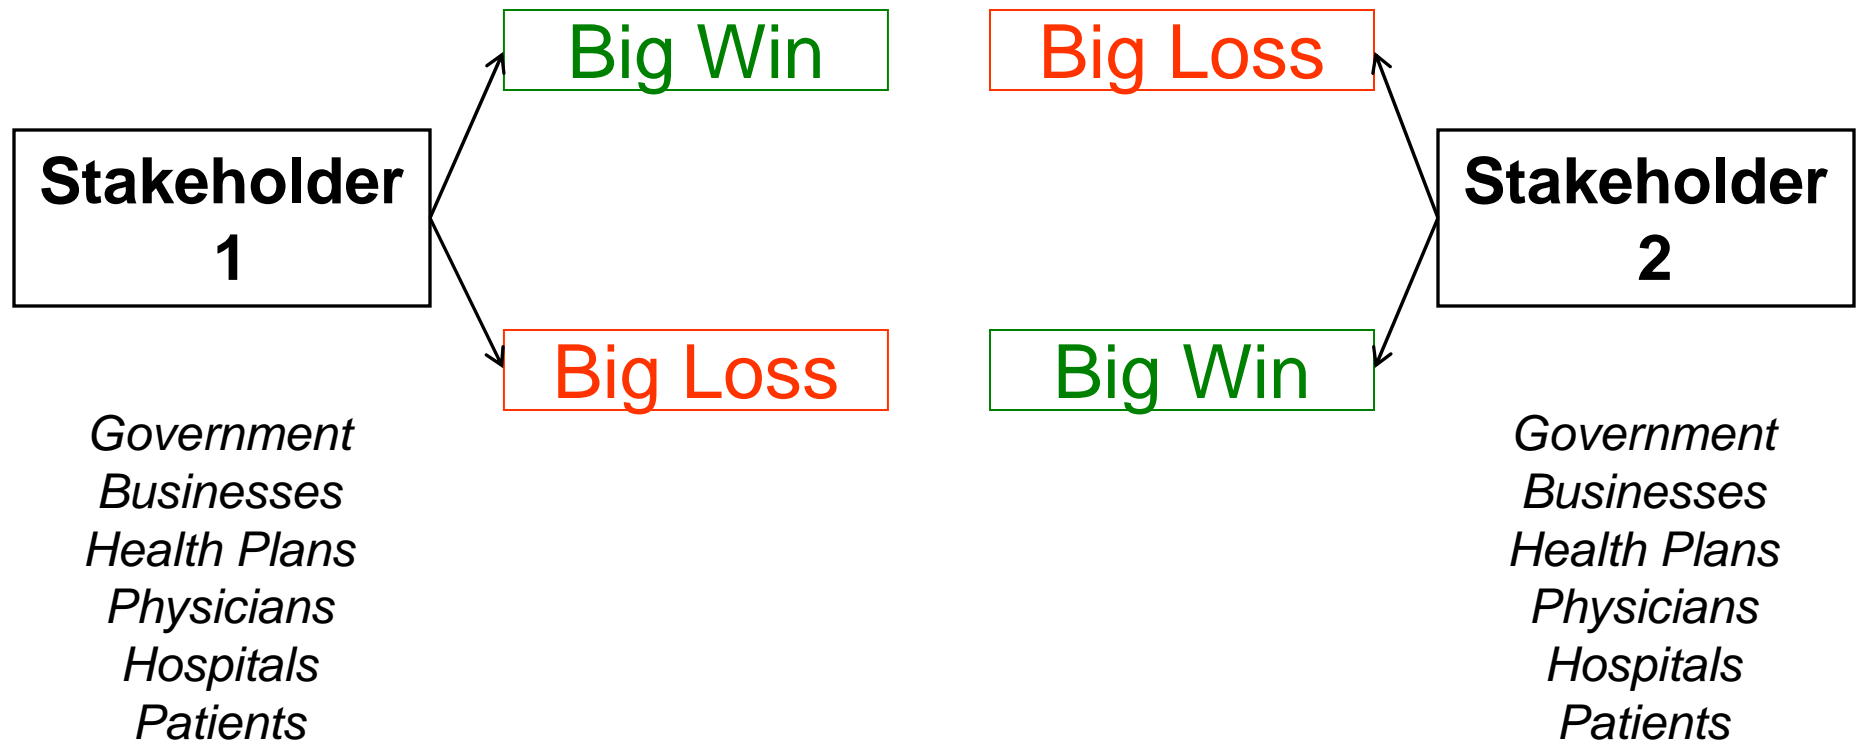 Big Win
Big Loss
Stakeholder
1
Stakeholder
2
Big Loss
Big Win
Government
Businesses
Health Plans
Physicians
Hospitals
Patients
Government
Businesses
Health Plans
Physicians
Hospitals
Patients